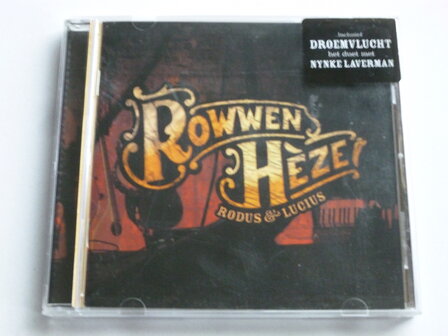 Inclusief
DROEMVLUCHT
het duet met
NYNKE LAVERMAN
ROWWEN
HÈZE
RODUS & LUCIUS